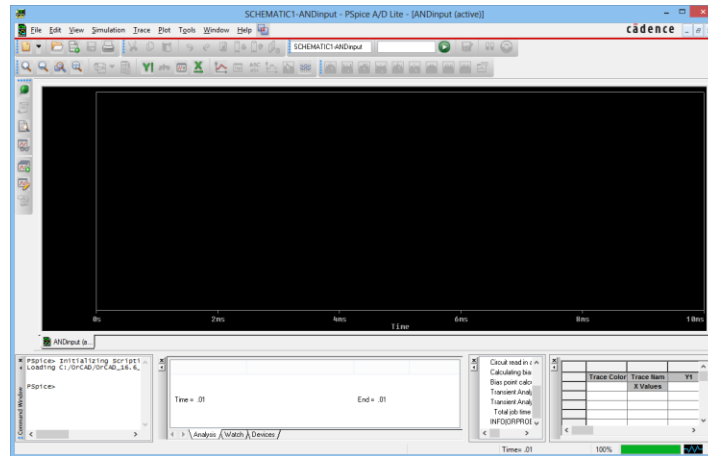 SCHEMATIC1-ANDinput - PSpice A/D Lite - [ANDinput (active)]
File Edit View Simulation Trace Plot Tools Window Help
cādence
SCHEMATIC1-ANDinput
0s 2ms 4ms 6ms 8ms 10ms
Time
ANDinput (a...
PSpice> Initializing Scripti
Loading C:/OrCAD/OrCAD_16.6_
PSpice>
Command Window
Time = .01 End = .01
Analysis Watch Devices
Circuit read in a
Calculating bia
Bias point calc
Transient Analy
Transient Analy
Total job time
INFO(ORPROB
Trace Color Trace Nam Y1
X Values
Time= .01 100%